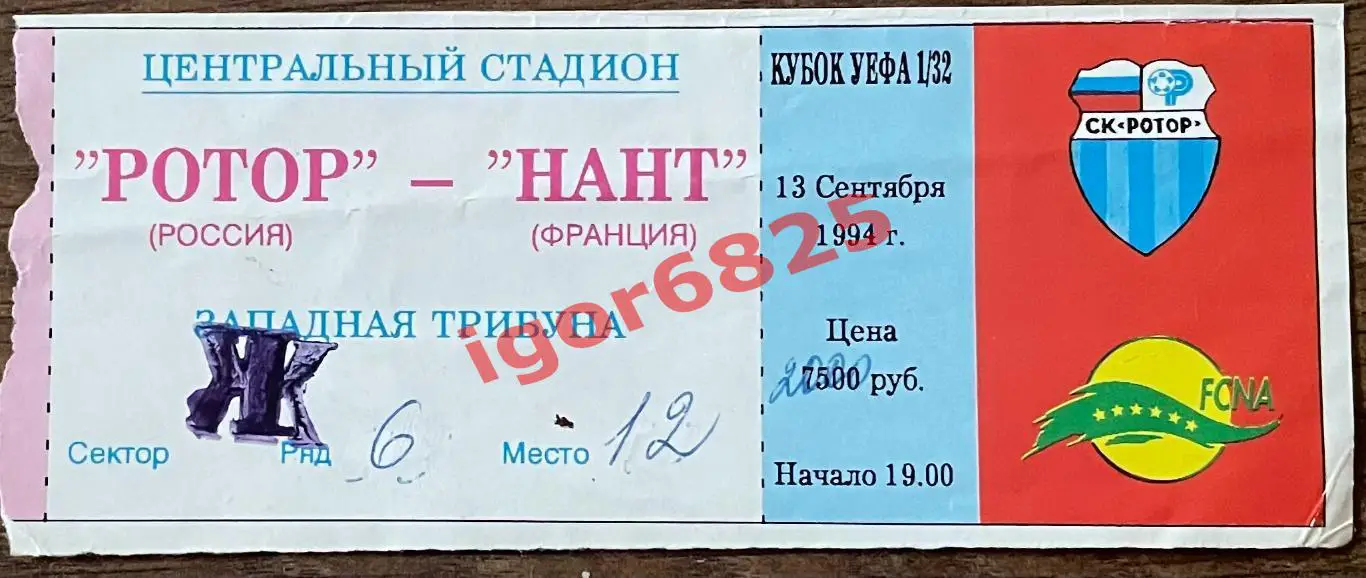 ЦЕНТРАЛЬНЫЙ СТАДИОН
"РОТОР" – "НАНТ"
(РОССИЯ) (ФРАНЦИЯ)
ЗАПАДНАЯ ТРИБУНА
Сектор Ж Ряд 6 Место 12
КУБОК УЕФА 1/32
13 Сентября
1994 г.
Цена
7500 руб.
2000
Начало 19.00
СК«РОТОР»
FCNA
igor6825